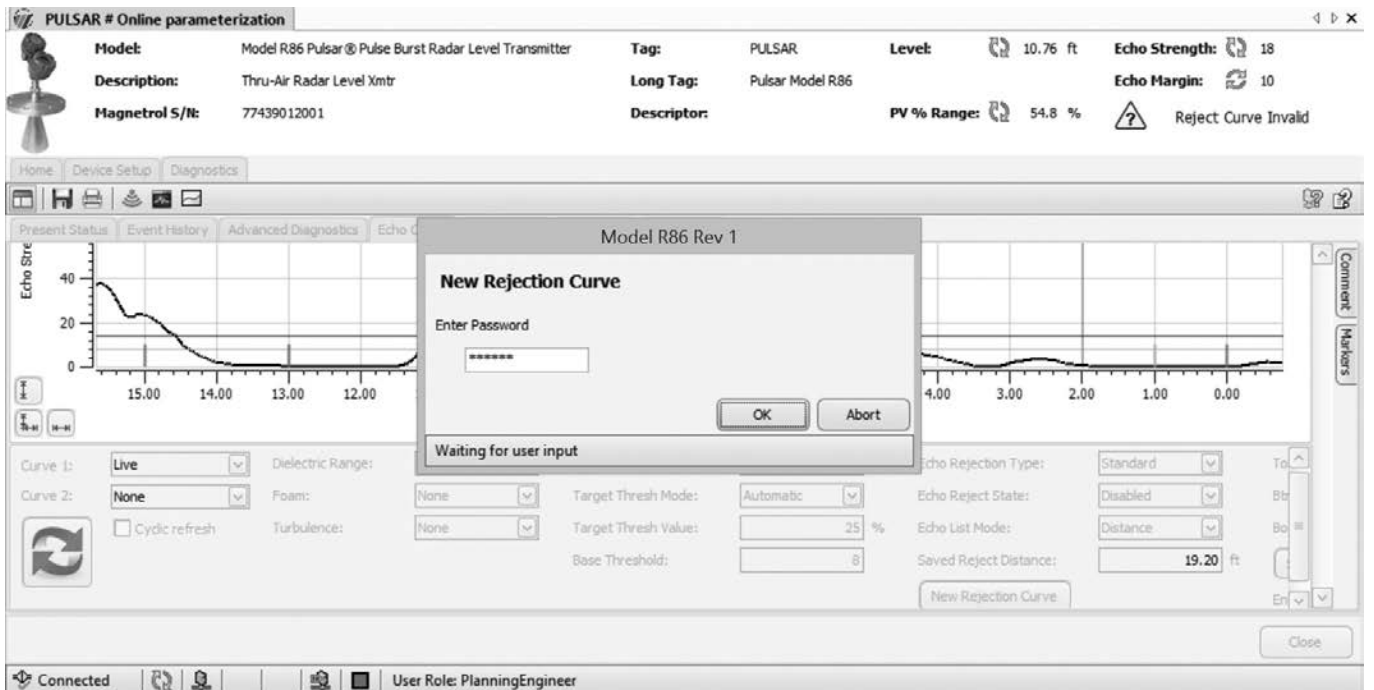 PULSAR # Online parameterization
Model: Model R86 Pulsar® Pulse Burst Radar Level Transmitter Tag: PULSAR Level: 10.76 ft Echo Strength: 18
Description: Thru-Air Radar Level Xmtr Long Tag: Pulsar Model R86 Echo Margin: 10
Magnetrol S/N: 77439012001 Descriptor: PV % Range: 54.8 % Reject Curve Invalid
Home Device Setup Diagnostics
Present Status Event History Advanced Diagnostics Echo C
Model R86 Rev 1
New Rejection Curve
Enter Password
******
OK Abort
Waiting for user input
Echo Stre
40
20
0
15.00 14.00 13.00 12.00 4.00 3.00 2.00 1.00 0.00
Comment
Markers
Curve 1: Live Dielectric Range: Echo Rejection Type: Standard To
Curve 2: None Foam: None Target Thresh Mode: Automatic Echo Reject State: Disabled Btr
Cyclic refresh Turbulence: None Target Thresh Value: 25 % Echo List Mode: Distance Bo
Base Threshold: 8 Saved Reject Distance: 19.20 ft
New Rejection Curve En
Close
Connected User Role: PlanningEngineer